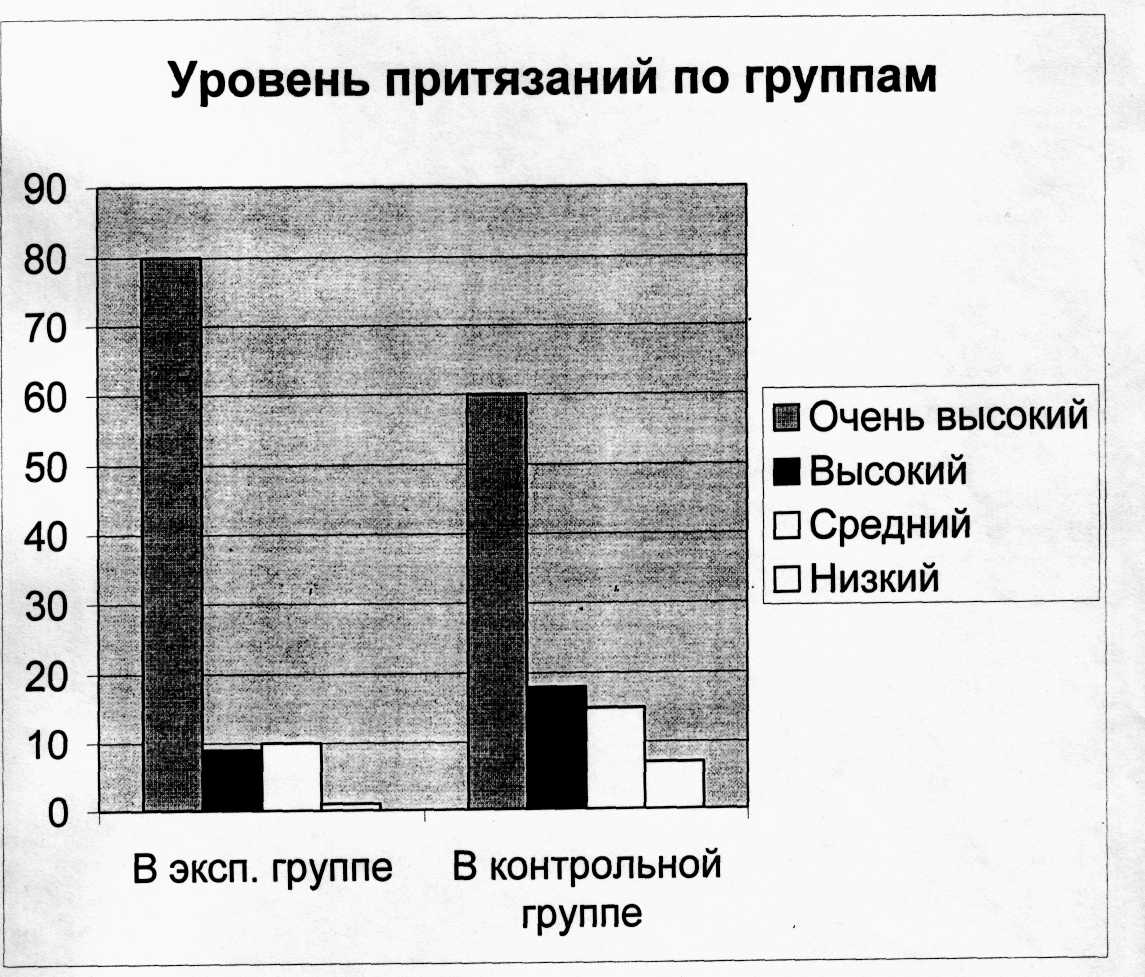 Уровень притязаний по группам
90
80
70
60
50
40
30
20
10
0
В эксп. группе
В контрольной
группе
Очень высокий
Высокий
Средний
Низкий